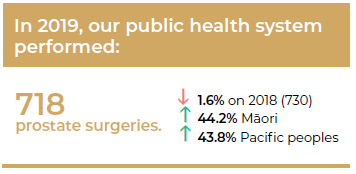 In 2019, our public health system
performed:
718
prostate surgeries.
↓ 1.6% on 2018 (730)
↑ 44.2% Māori
↑ 43.8% Pacific peoples